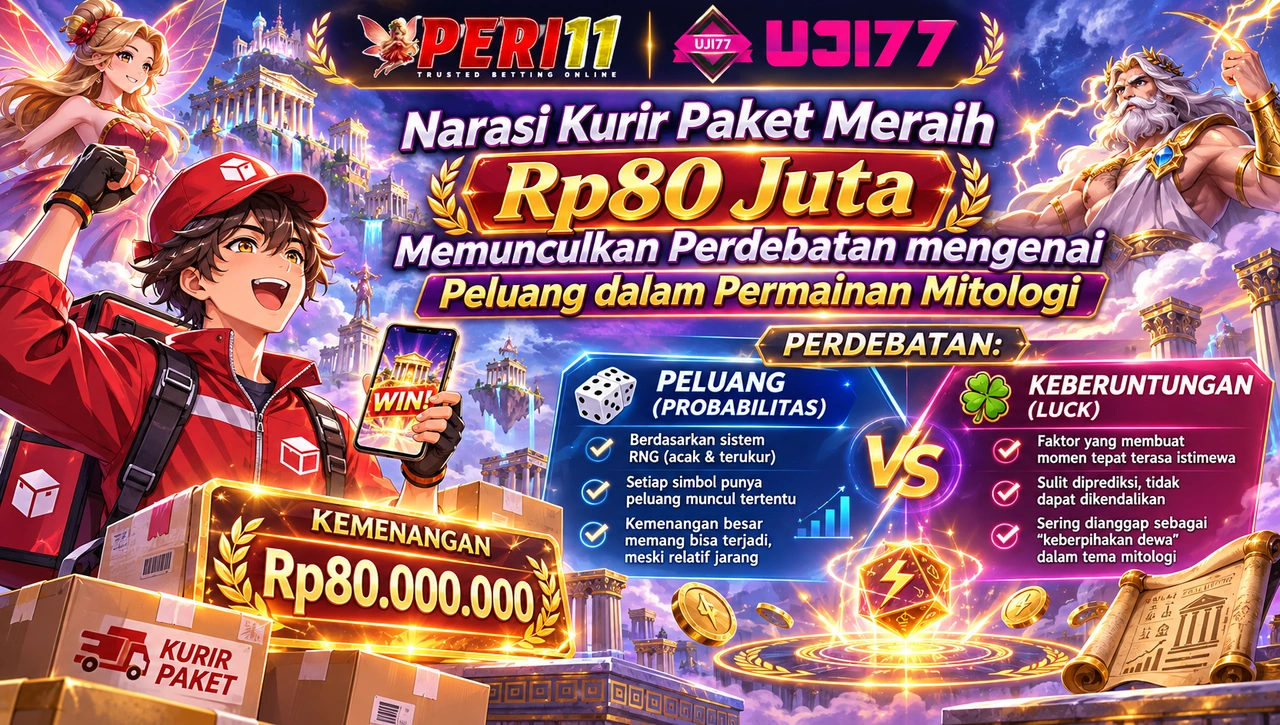 PERI11
TRUSTED BETTING ONLINE
UJI77
UJI77
Narasi Kurir Paket Meraih
Rp80 Juta
Memunculkan Perdebatan mengenai
Peluang dalam Permainan Mitologi
PERDEBATAN:
PELUANG
(PROBABILITAS)
Berdasarkan sistem
RNG (acak & terukur)
Setiap simbol punya
peluang muncul tertentu
Kemenangan besar
memang bisa terjadi,
meski relatif jarang
VS
KEBERUNTUNGAN
(LUCK)
Faktor yang membuat
momen tepat terasa istimewa
Sulit diprediksi, tidak
dapat dikendalikan
Sering dianggap sebagai
“keberpihakan dewa”
dalam tema mitologi
WIN!
KEMENANGAN
Rp80.000.000
KURIR
PAKET